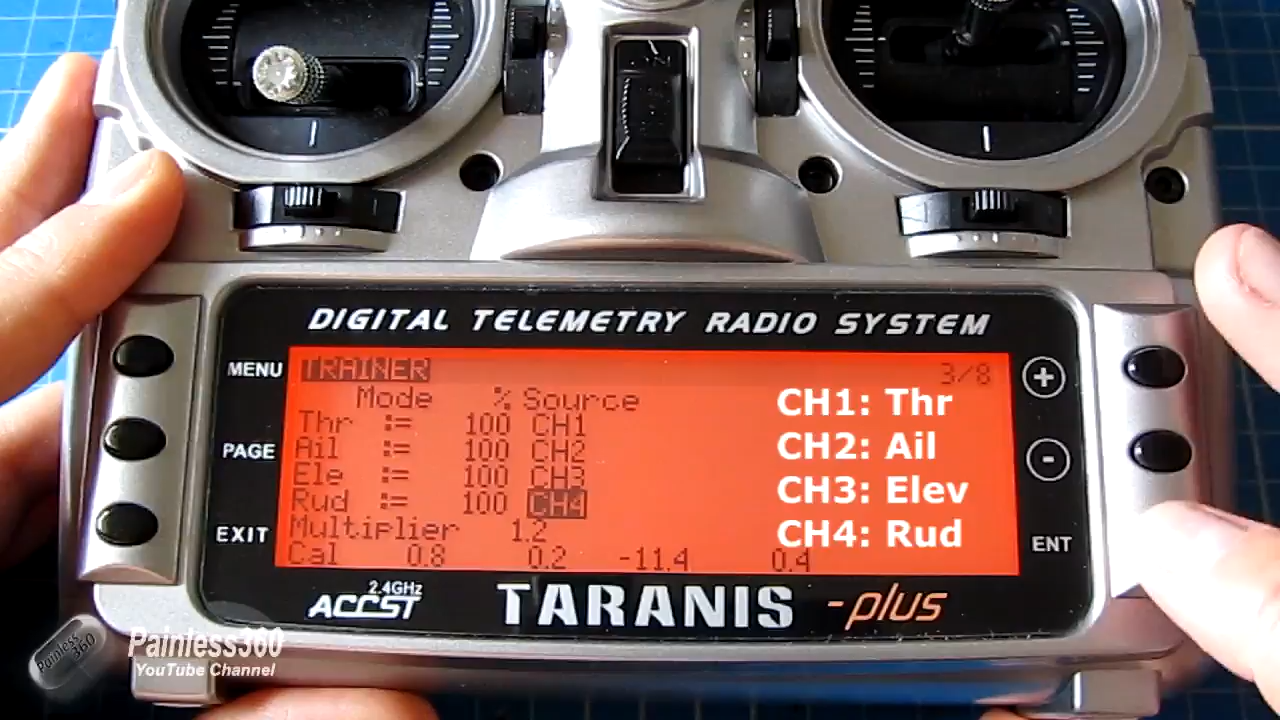 DIGITAL TELEMETRY RADIO SYSTEM
MENU
PAGE
EXIT
TRAINER 3/8
Mode % Source
Thr := 100 CH1
Ail := 100 CH2
Ele := 100 CH3
Rud := 100 CH4
Multiplier 1.2
Cal 0.8 0.2 -11.4 0.4
CH1: Thr
CH2: Ail
CH3: Elev
CH4: Rud
+
-
ENT
2.4GHz
ACCST
TARANIS -plus
Painless360
Painless360
YouTube Channel